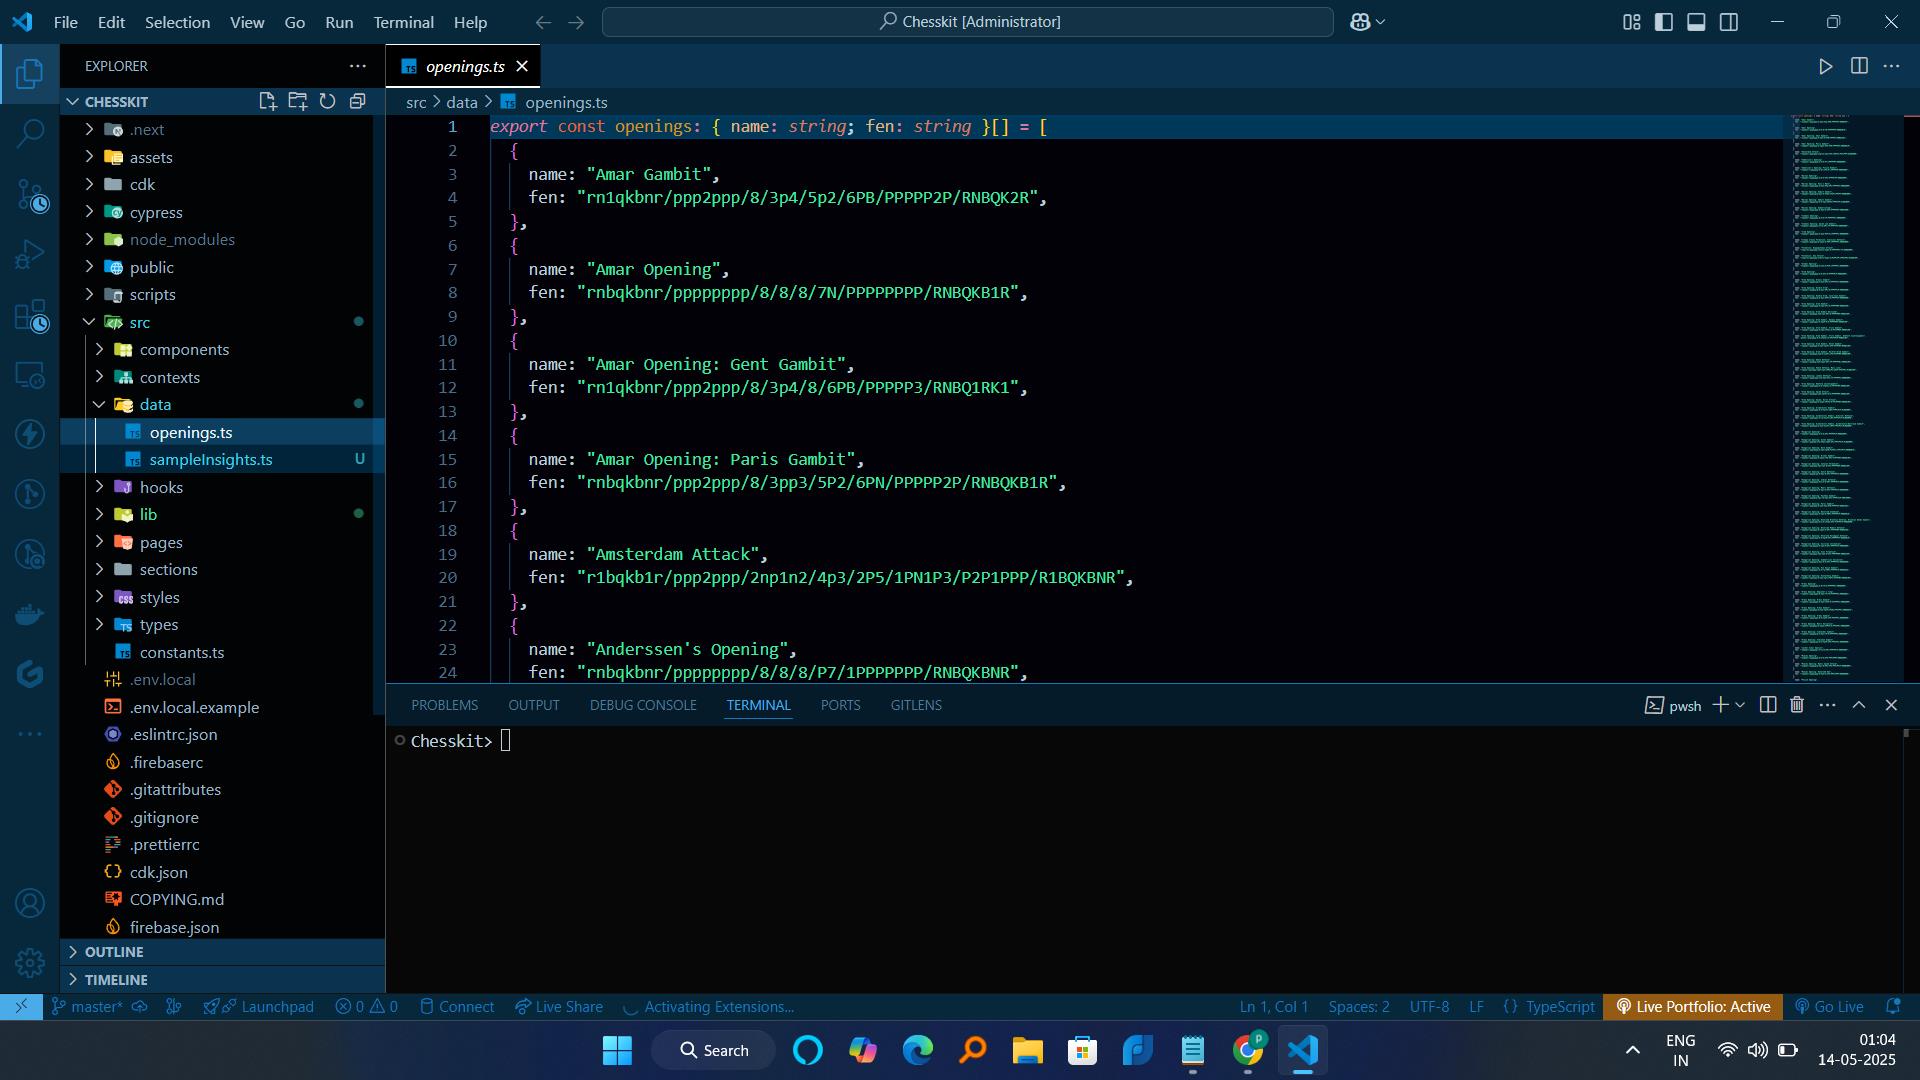 File Edit Selection View Go Run Terminal Help
Chesskit [Administrator]
EXPLORER
CHESSKIT
.next
assets
cdk
cypress
node_modules
public
scripts
src
components
contexts
data
openings.ts
sampleInsights.ts U
hooks
lib
pages
sections
styles
types
constants.ts
.env.local
.env.local.example
.eslintrc.json
.firebaserc
.gitattributes
.gitignore
.prettierrc
cdk.json
COPYING.md
firebase.json
OUTLINE
TIMELINE
openings.ts
src > data > openings.ts
1 export const openings: { name: string; fen: string }[] = [
2 {
3 name: "Amar Gambit",
4 fen: "rn1qkbnr/ppp2ppp/8/3p4/5p2/6PB/PPPPP2P/RNBQK2R",
5 },
6 {
7 name: "Amar Opening",
8 fen: "rnbqkbnr/pppppppp/8/8/8/7N/PPPPPPPP/RNBQKB1R",
9 },
10 {
11 name: "Amar Opening: Gent Gambit",
12 fen: "rn1qkbnr/ppp2ppp/8/3p4/8/6PB/PPPPP3/RNBQ1RK1",
13 },
14 {
15 name: "Amar Opening: Paris Gambit",
16 fen: "rnbqkbnr/ppp2ppp/8/3pp3/5P2/6PN/PPPPP2P/RNBQKB1R",
17 },
18 {
19 name: "Amsterdam Attack",
20 fen: "r1bqkb1r/ppp2ppp/2np1n2/4p3/2P5/1PN1P3/P2P1PPP/R1BQKBNR",
21 },
22 {
23 name: "Anderssen's Opening",
24 fen: "rnbqkbnr/pppppppp/8/8/8/P7/1PPPPPPP/RNBQKBNR",
PROBLEMS OUTPUT DEBUG CONSOLE TERMINAL PORTS GITLENS
pwsh
Chesskit>
master* Launchpad 0 0 Connect Live Share Activating Extensions... Ln 1, Col 1 Spaces: 2 UTF-8 LF {} TypeScript Live Portfolio: Active Go Live
Search
P
ENG
IN
01:04
14-05-2025